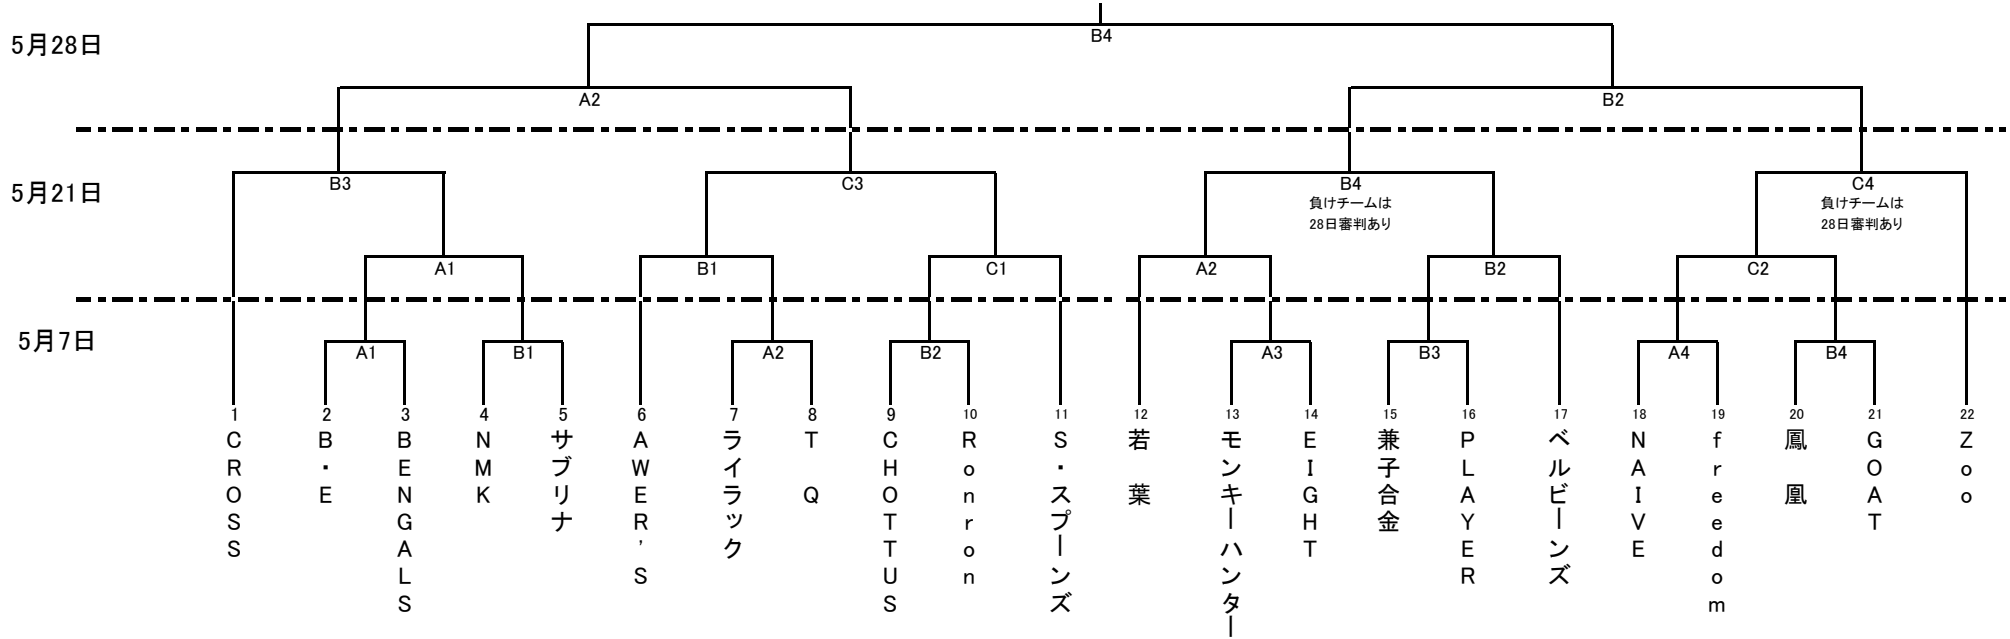 B4
5月28日
A2
B2
B3
C3
B4
C4
5月21日
負けチームは
28日審判あり
負けチームは
28日審判あり
A1
B1
C1
A2
B2
C2
5月7日
A1
B1
A2
B2
A3
B3
A4
B4
1
2
3
4
5
6
7
8
9
10
11
12
13
14
15
16
17
18
19
20
21
22
CROSS
B・E
BENGALS
NMK
サブリナ
AWER'S
ライラック
T Q
CHOTTUS
Ronron
S・スプーンズ
若 葉
モンキーハンター
EIGHT
兼子合金
PLAYER
ベルビーンズ
NAIVE
freedom
鳳 凰
GOAT
Zoo